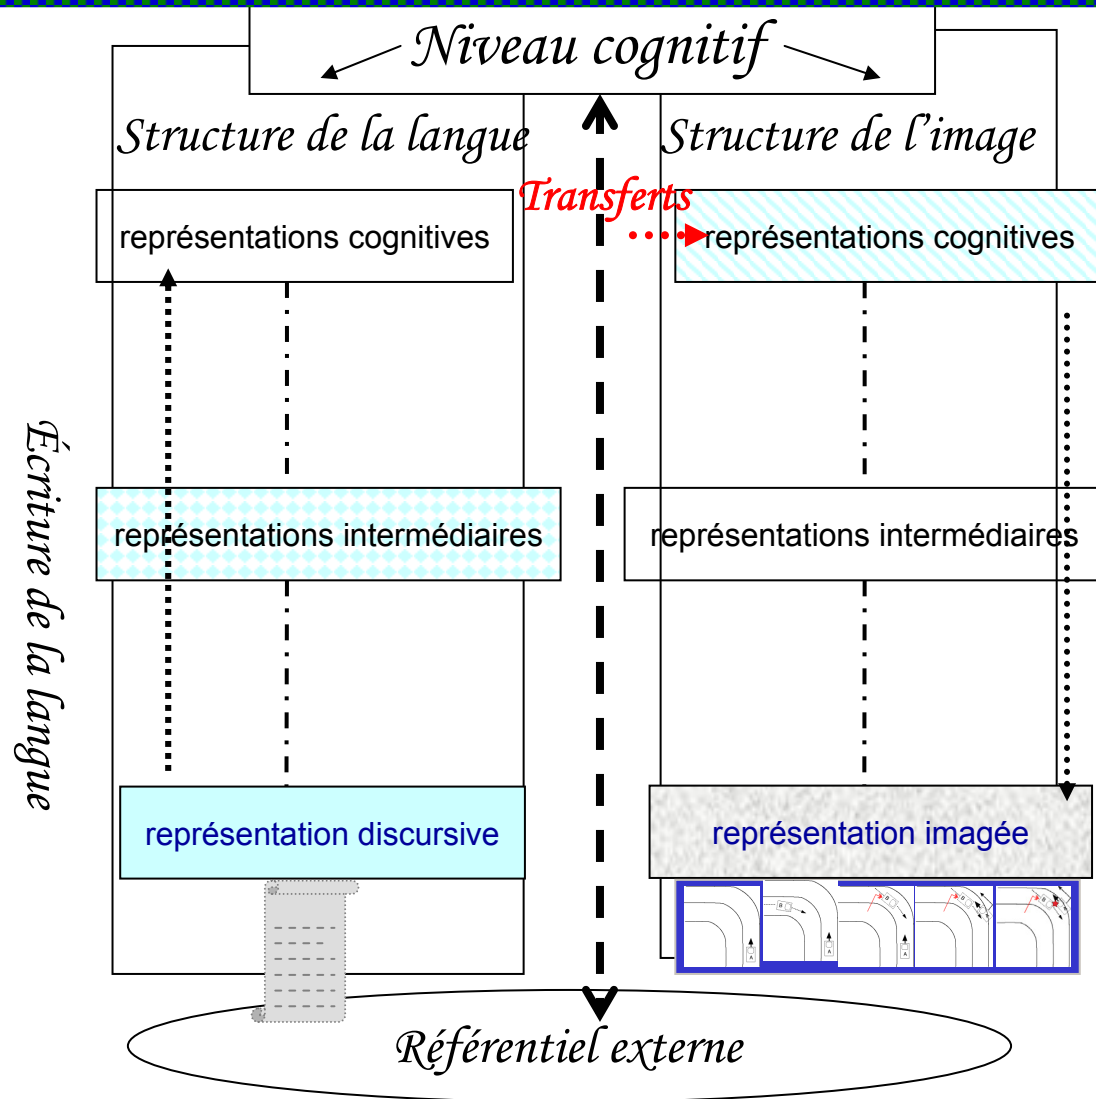 Niveau cognitif
Structure de la langue
Structure de l'image
Transferts
représentations cognitives
représentations cognitives
Écriture de la langue
représentations intermédiaires
représentations intermédiaires
représentation discursive
représentation imagée
B
B
B
B
A
A
A
Référentiel externe